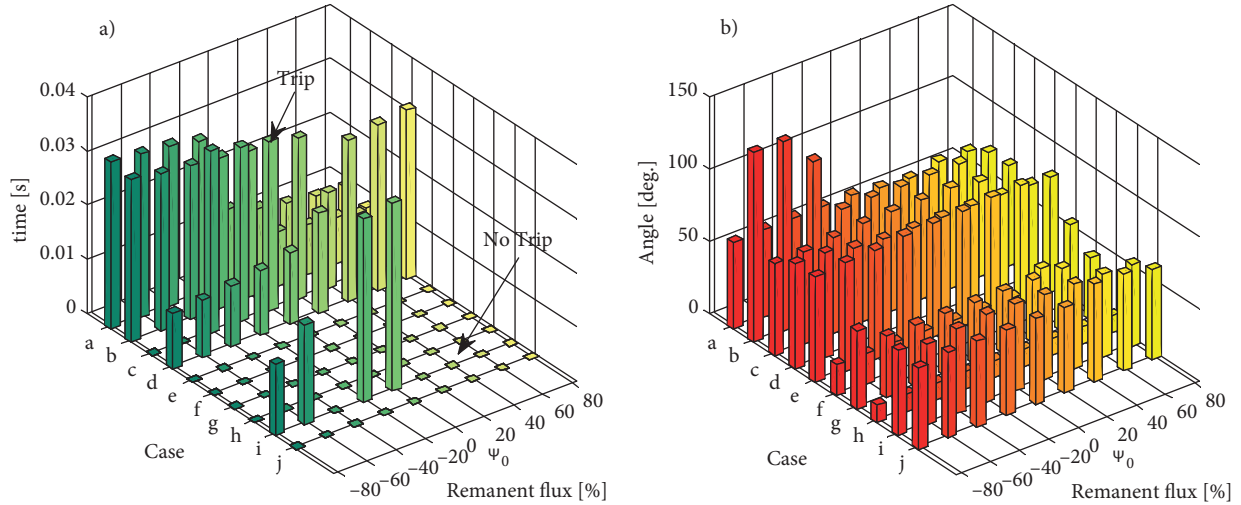 a)
Trip
No Trip
time [s]
0.04
0.03
0.02
0.01
0
a
b
c
d
e
f
g
h
i
j
Case
−80
−60
−40
−20
0
20
40
60
80
Ψ0
Remanent flux [%]
b)
Angle [deg,]
150
100
50
0
a
b
c
d
e
f
g
h
i
j
Case
−80
−60
−40
−20
0
20
40
60
80
Ψ0
Remanent flux [%]